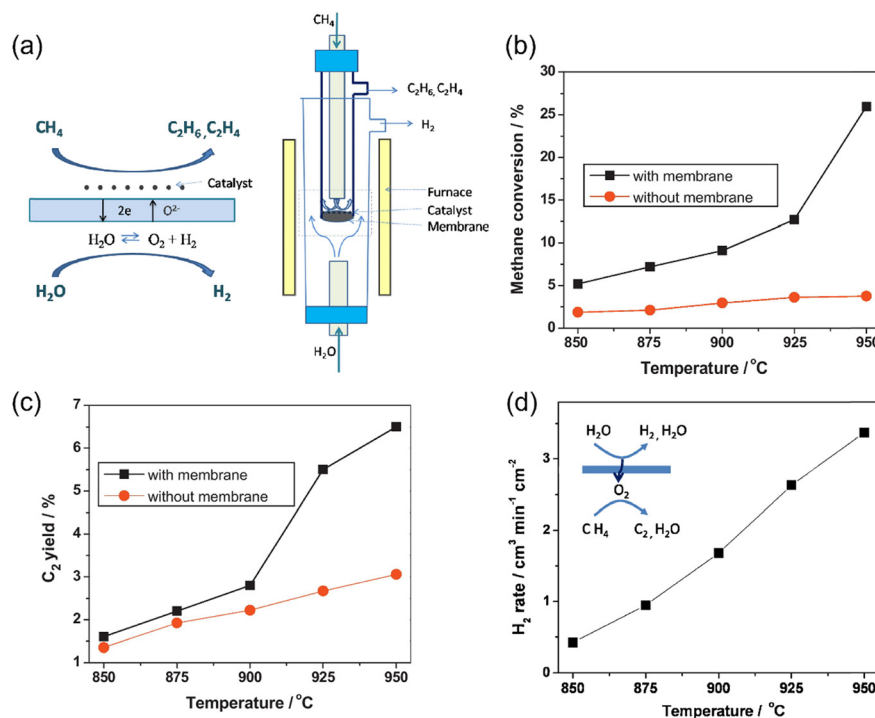 (a)
CH₄
C₂H₆,C₂H₄
Catalyst
2e
O²⁻
H₂O ⇌ O₂ + H₂
H₂O
H₂
CH₄
C₂H₆,C₂H₄
H₂
Furnace
Catalyst
Membrane
H₂O
(b)
Methane conversion / %
30
25
20
15
10
5
0
with membrane
without membrane
850
875
900
925
950
Temperature / °C
(c)
C₂ yield / %
7
6
5
4
3
2
1
with membrane
without membrane
850
875
900
925
950
Temperature / °C
(d)
H₂ rate / cm³ min⁻¹ cm⁻²
3
2
1
0
H₂O
H₂, H₂O
O₂
C H₄
C₂, H₂O
850
875
900
925
950
Temperature / °C